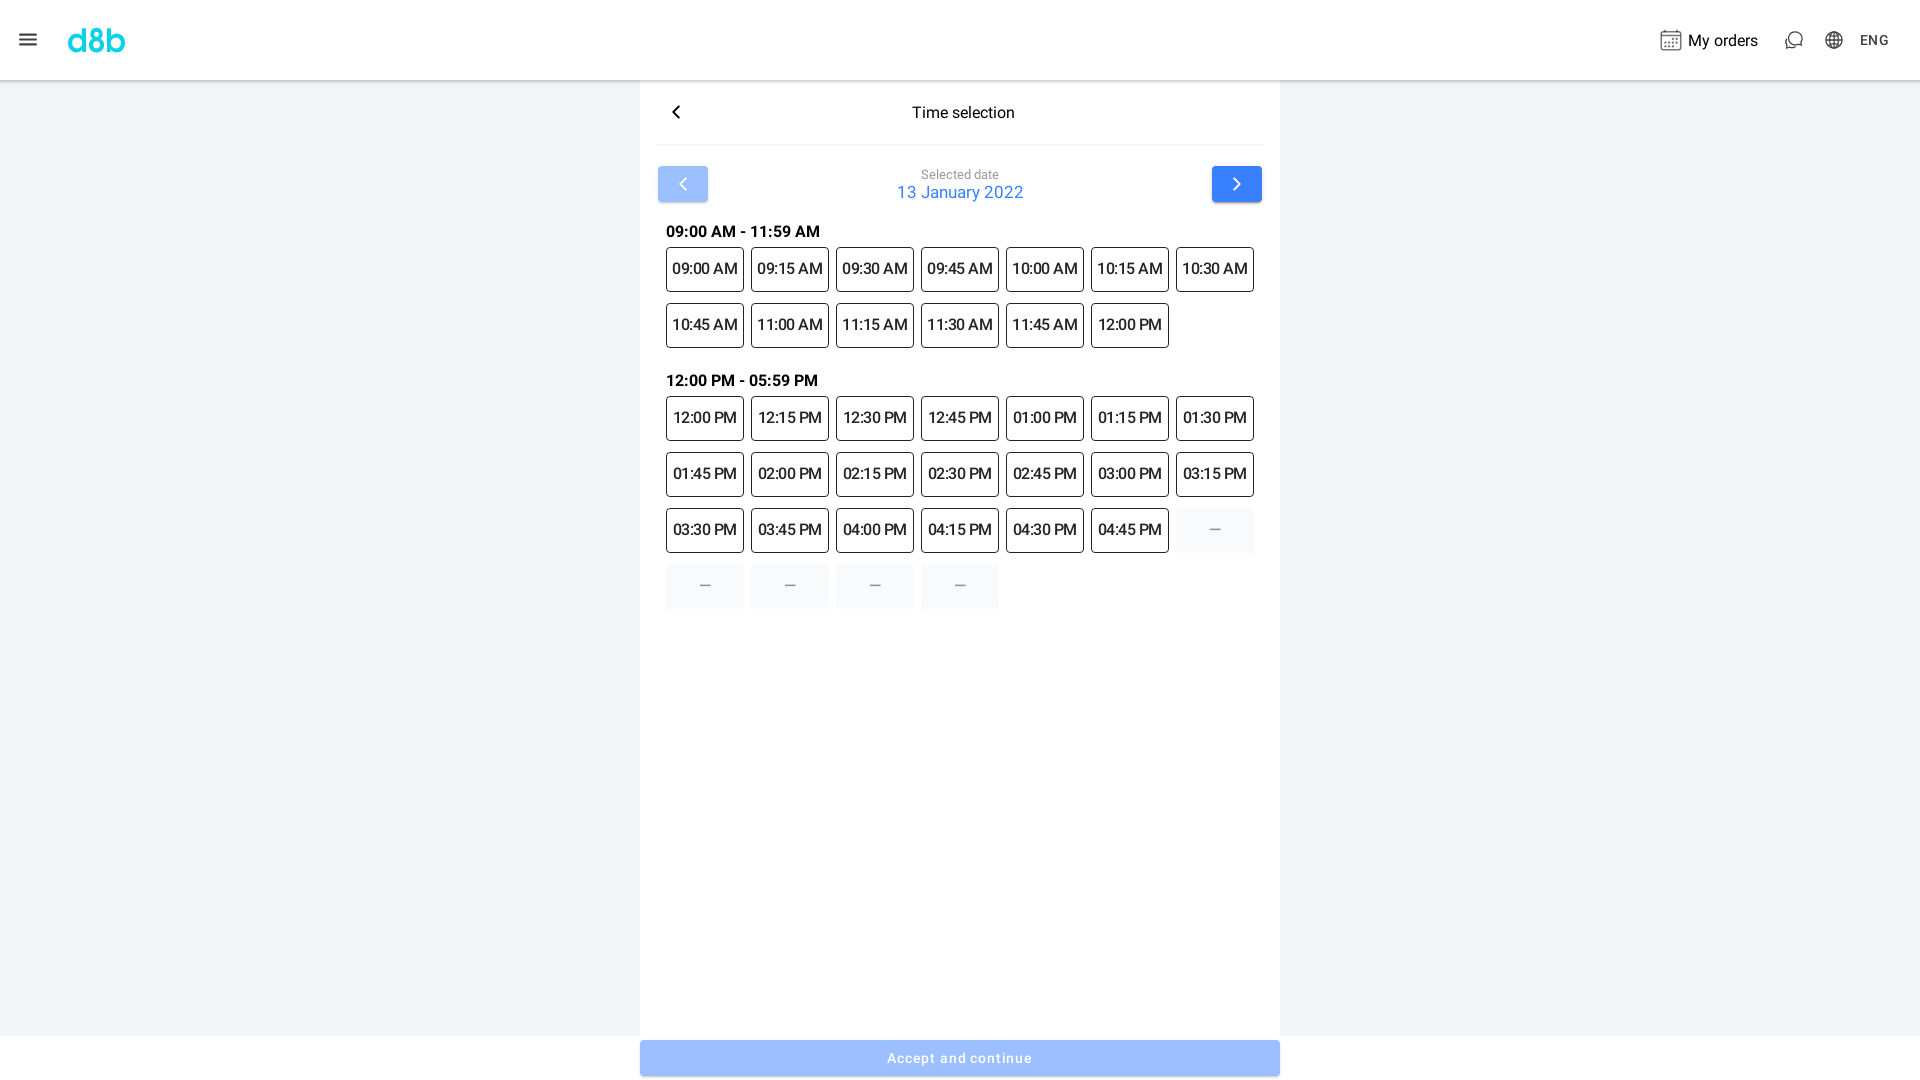 d8b
My orders
ENG
Time selection
Selected date
13 January 2022
09:00 AM - 11:59 AM
09:00 AM 09:15 AM 09:30 AM 09:45 AM 10:00 AM 10:15 AM 10:30 AM
10:45 AM 11:00 AM 11:15 AM 11:30 AM 11:45 AM 12:00 PM
12:00 PM - 05:59 PM
12:00 PM 12:15 PM 12:30 PM 12:45 PM 01:00 PM 01:15 PM 01:30 PM
01:45 PM 02:00 PM 02:15 PM 02:30 PM 02:45 PM 03:00 PM 03:15 PM
03:30 PM 03:45 PM 04:00 PM 04:15 PM 04:30 PM 04:45 PM —
— — — —
Accept and continue